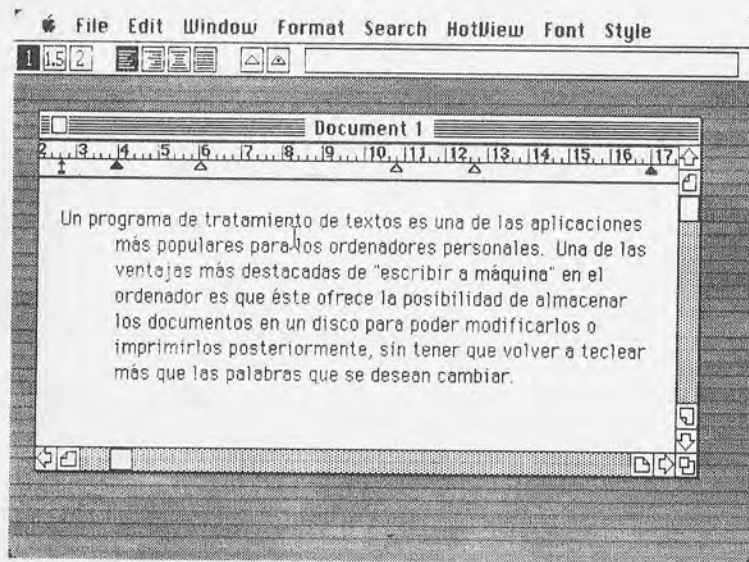 File Edit Window Format Search HotView Font Style
1 1.5 2
Document 1
2 3 4 5 6 7 8 9 10 11 12 13 14 15 16 17
Un programa de tratamiento de textos es una de las aplicaciones
más populares para los ordenadores personales. Una de las
ventajas más destacadas de "escribir a máquina" en el
ordenador es que éste ofrece la posibilidad de almacenar
los documentos en un disco para poder modificarlos o
imprimirlos posteriormente, sin tener que volver a teclear
más que las palabras que se desean cambiar.